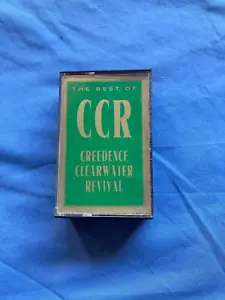 THE BEST OF
CCR
CREEDENCE
CLEARWATER
REVIVAL